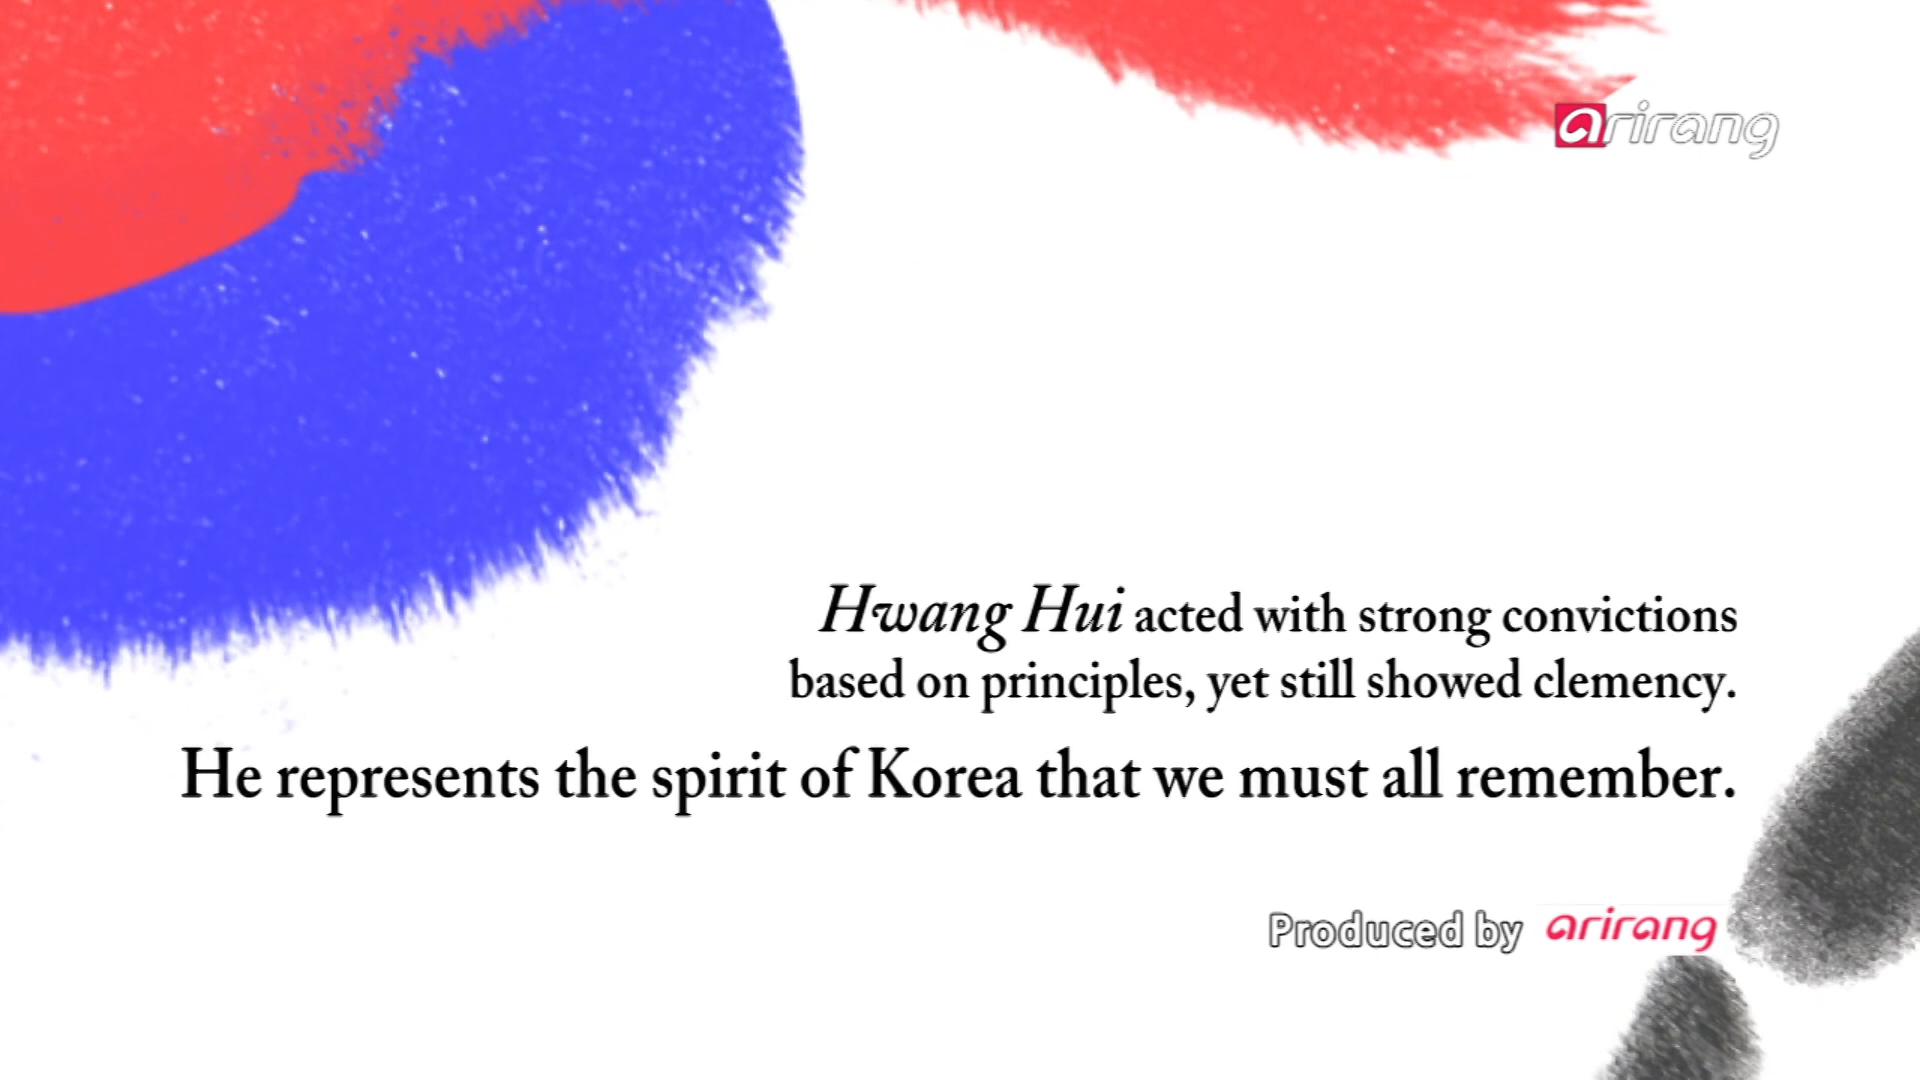 arirang
Hwang Hui acted with strong convictions
based on principles, yet still showed clemency.
He represents the spirit of Korea that we must all remember.
Produced by arirang